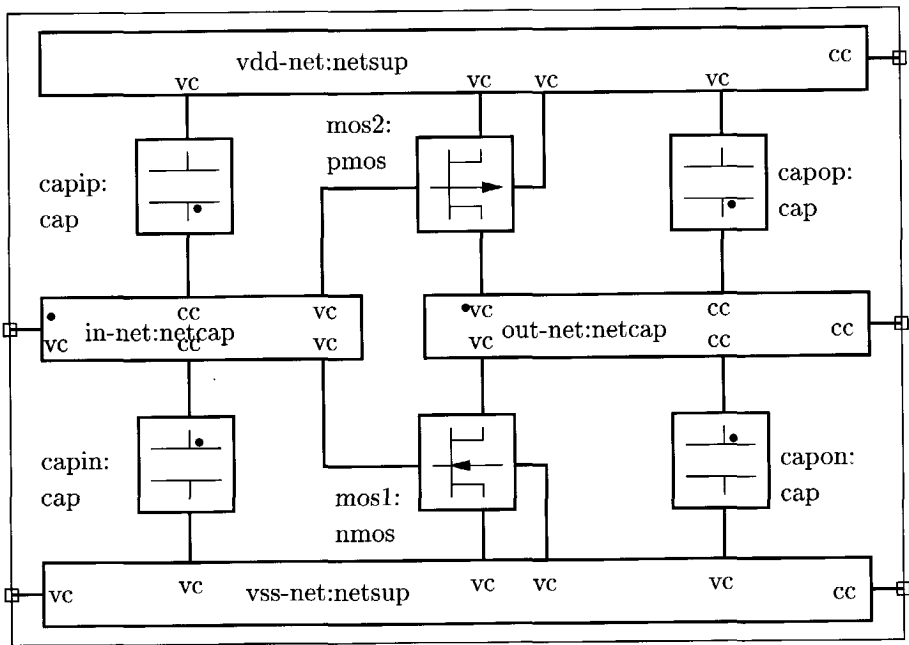 vdd-net:netsup
cc
vc
vc
vc
vc
mos2:
pmos
capip:
cap
capop:
cap
cc
vc
vc
cc
in-net:netcap
out-net:netcap
cc
vc
cc
vc
vc
cc
capin:
cap
mos1:
nmos
capon:
cap
vc
vc
vc
vc
vc
vss-net:netsup
cc